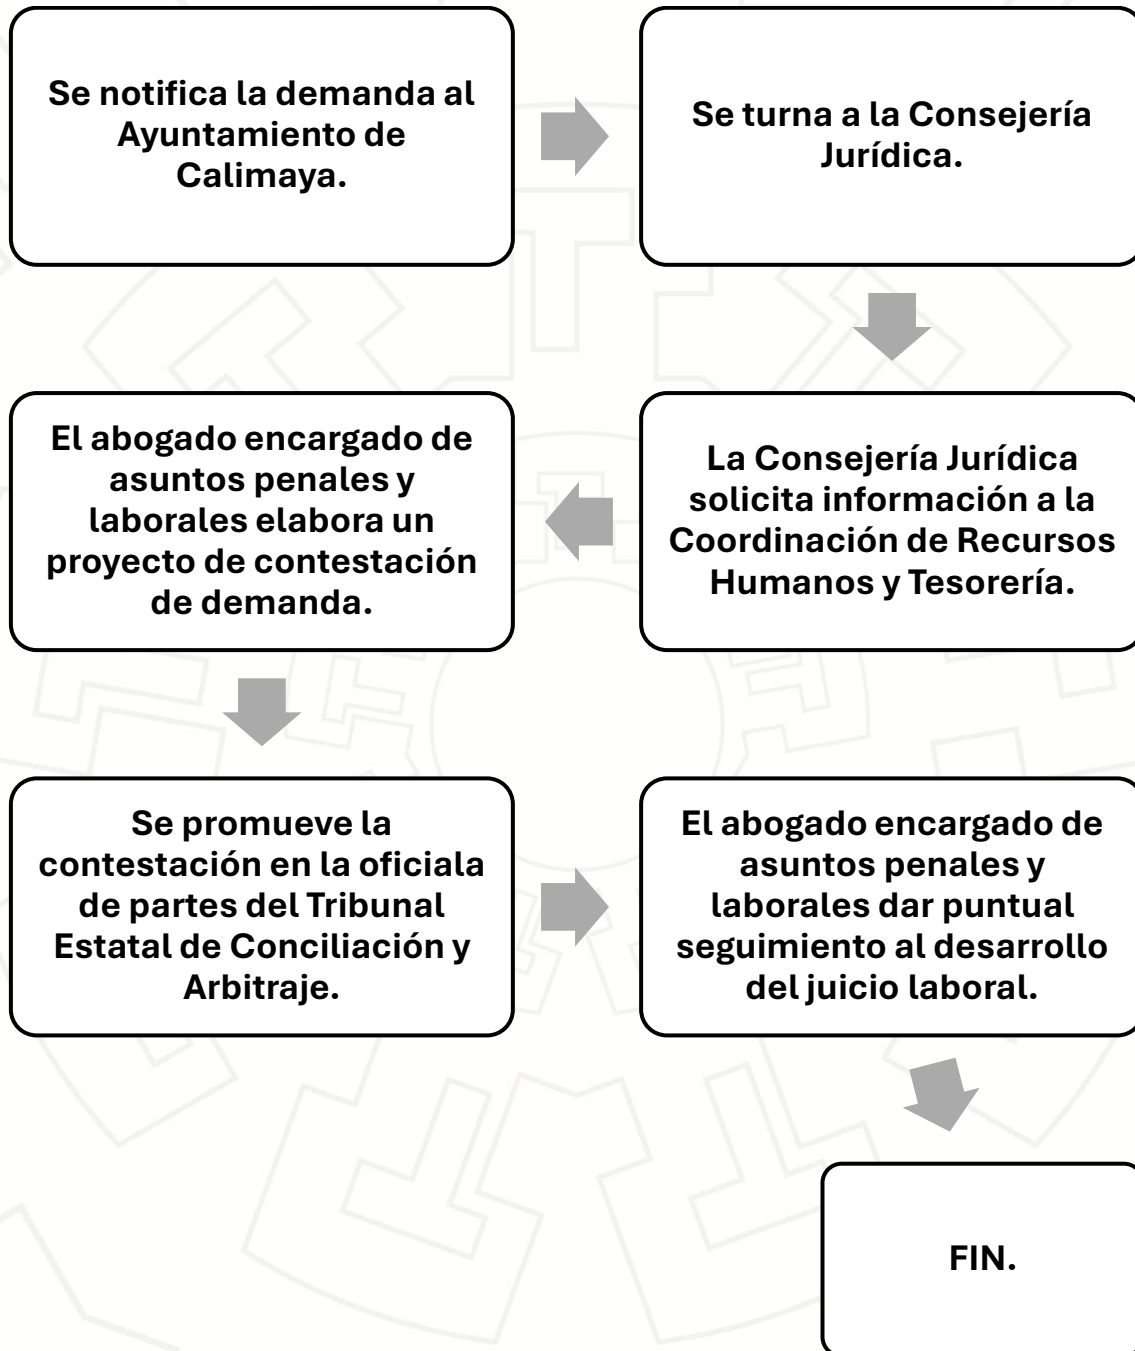 Se notifica la demanda al
Ayuntamiento de
Calimaya.
Se turna a la Consejería
Jurídica.
La Consejería Jurídica
solicita información a la
Coordinación de Recursos
Humanos y Tesorería.
El abogado encargado de
asuntos penales y
laborales elabora un
proyecto de contestación
de demanda.
Se promueve la
contestación en la oficiala
de partes del Tribunal
Estatal de Conciliación y
Arbitraje.
El abogado encargado de
asuntos penales y
laborales dar puntual
seguimiento al desarrollo
del juicio laboral.
FIN.